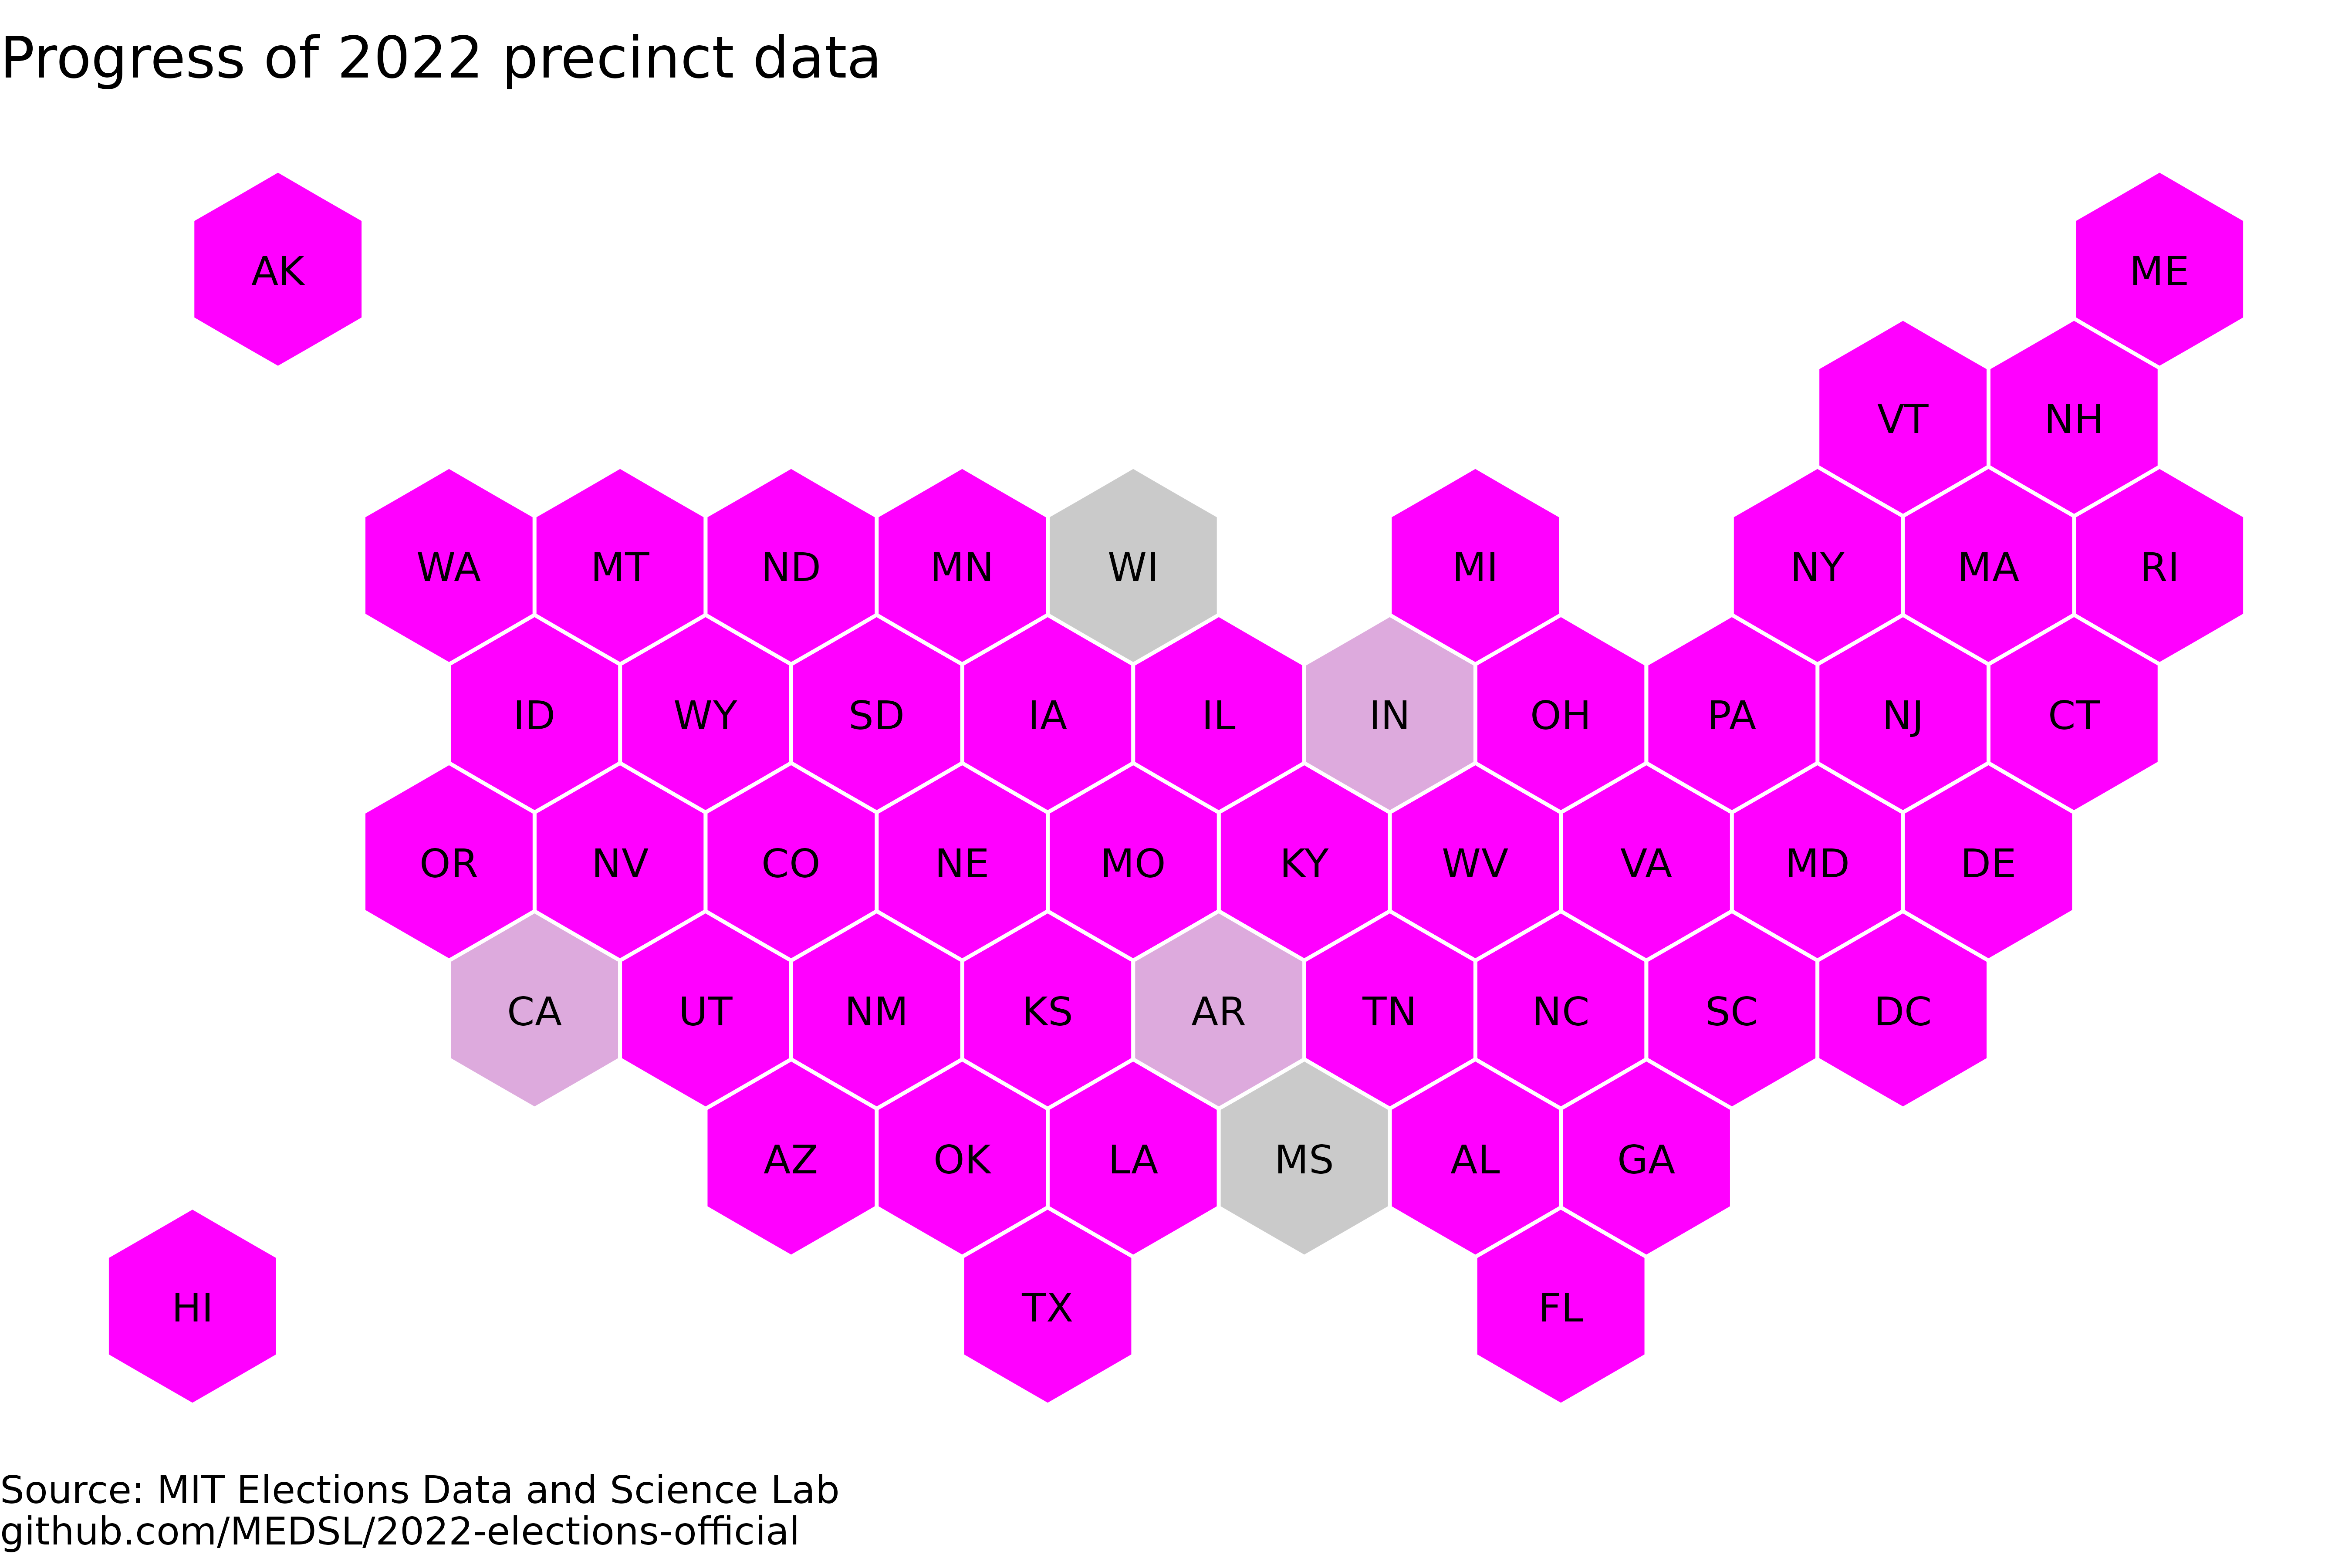 Progress of 2022 precinct data
AK
ME
VT
NH
WA
MT
ND
MN
WI
MI
NY
MA
RI
ID
WY
SD
IA
IL
IN
OH
PA
NJ
CT
OR
NV
CO
NE
MO
KY
WV
VA
MD
DE
CA
UT
NM
KS
AR
TN
NC
SC
DC
AZ
OK
LA
MS
AL
GA
HI
TX
FL
Source: MIT Elections Data and Science Lab
github.com/MEDSL/2022-elections-official